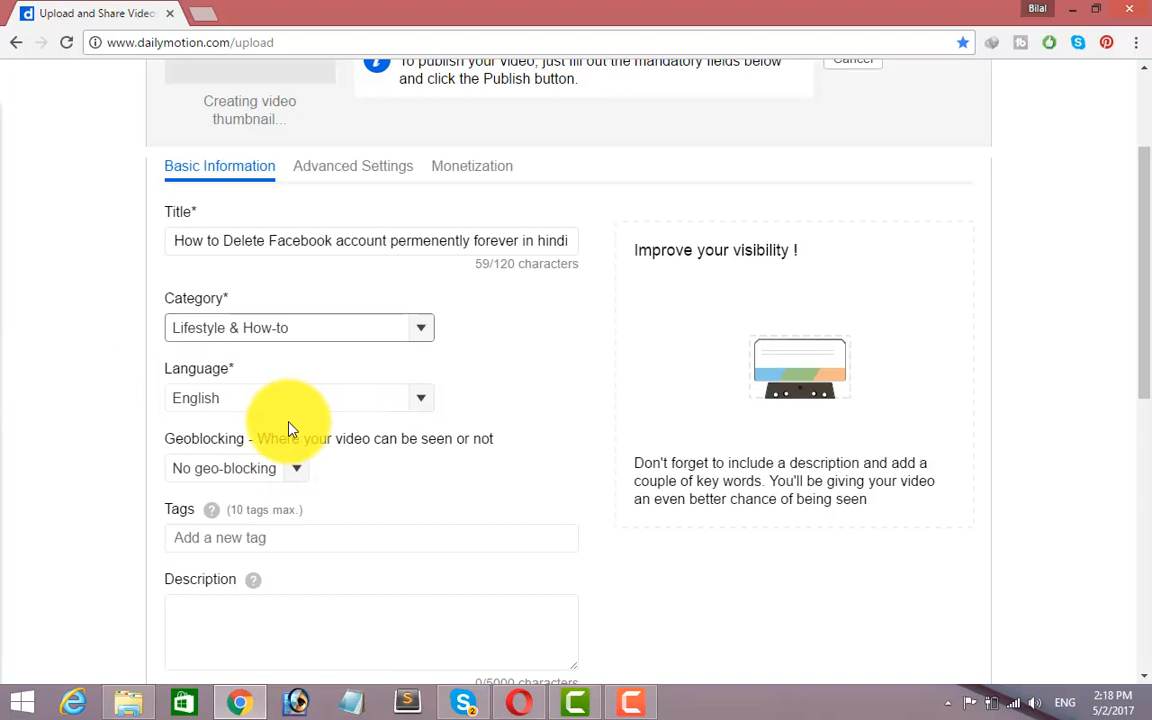 Upload and Share Video
Bilal
www.dailymotion.com/upload
To publish your video, just fill out the mandatory fields below
and click the Publish button.
Cancel
Creating video
thumbnail...
Basic Information
Advanced Settings
Monetization
Title*
How to Delete Facebook account permenently forever in hindi
59/120 characters
Category*
Lifestyle & How-to
Language*
English
Geoblocking - Where your video can be seen or not
No geo-blocking
Tags ? (10 tags max.)
Add a new tag
Description ?
0/5000 characters
Improve your visibility !
Don't forget to include a description and add a
couple of key words. You'll be giving your video
an even better chance of being seen
ENG
2:18 PM
5/2/2017